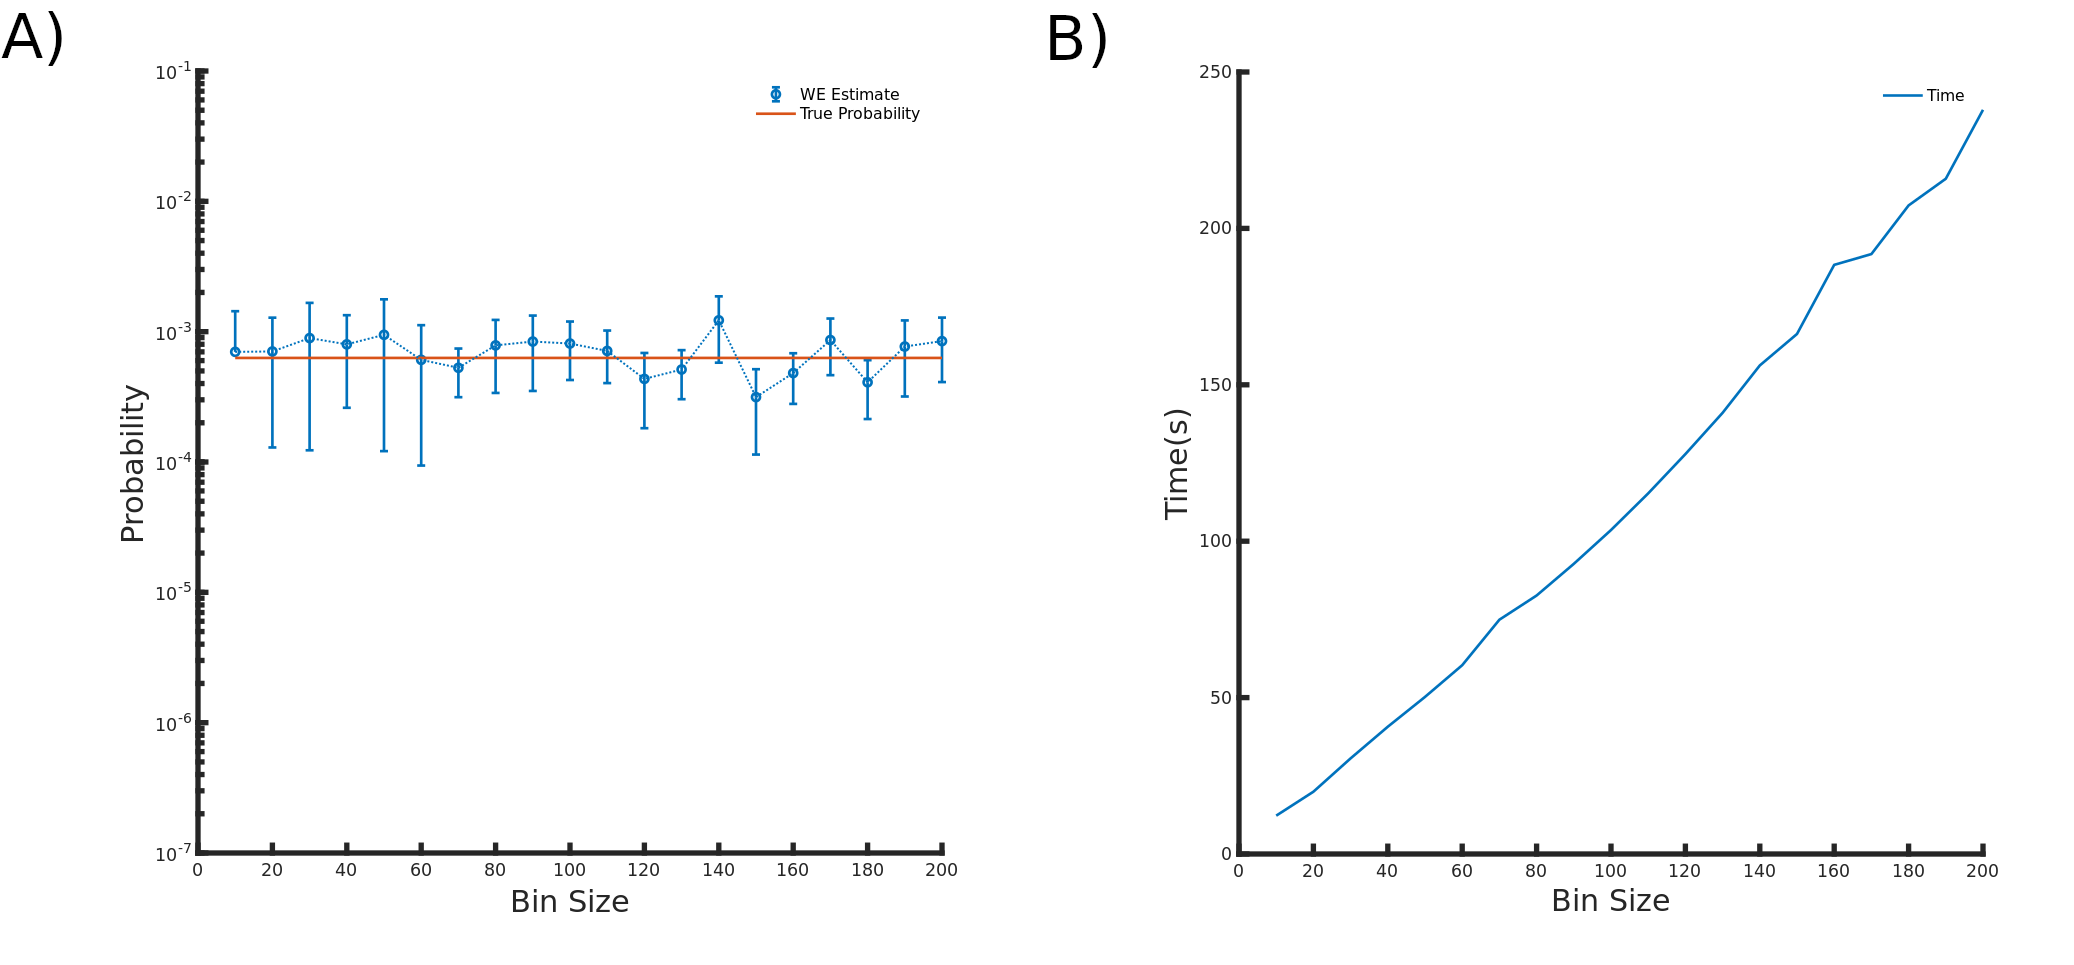 A)
10^-1
10^-2
10^-3
10^-4
10^-5
10^-6
10^-7
Probability
WE Estimate
True Probability
0 20 40 60 80 100 120 140 160 180 200
Bin Size
B)
250
200
150
100
50
0
Time(s)
Time
0 20 40 60 80 100 120 140 160 180 200
Bin Size